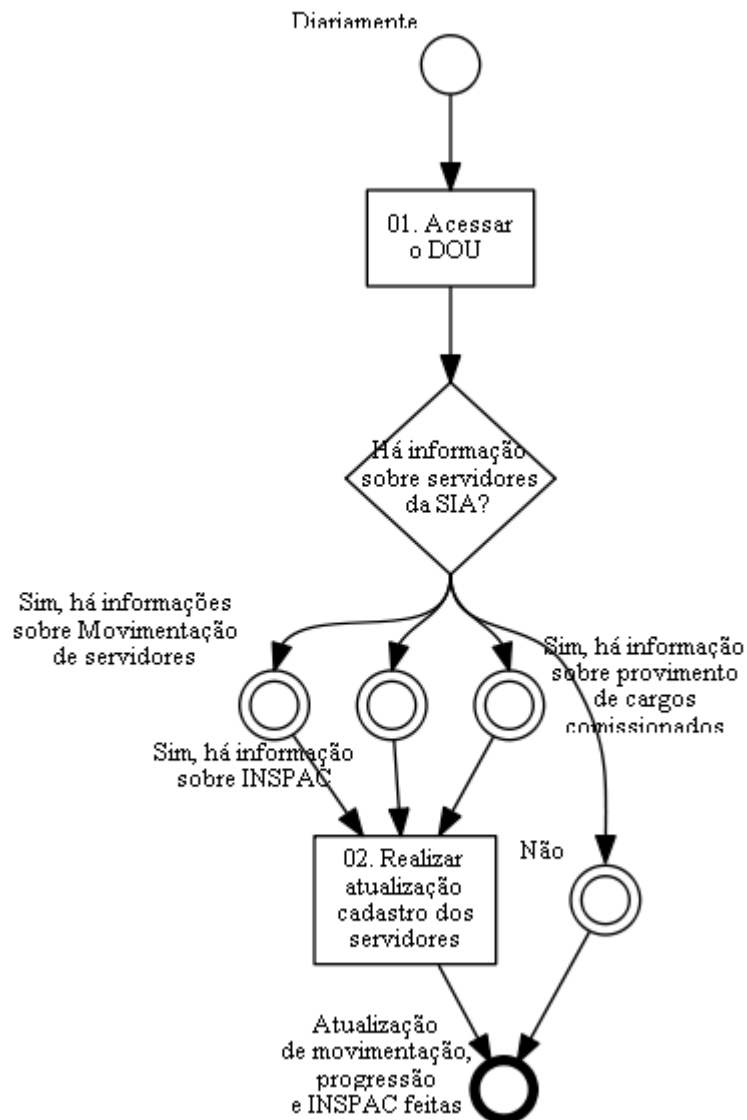 Diariamente
01. Acessar
o DOU
Há informação
sobre servidores
da SIA?
Sim, há informações
sobre Movimentação
de servidores
Sim, há informação
sobre provimento
de cargos
comissionados
Sim, há informação
sobre INSPAC
02. Realizar
atualização
cadastro dos
servidores
Não
Atualização
de movimentação,
progressão
e INSPAC feitas